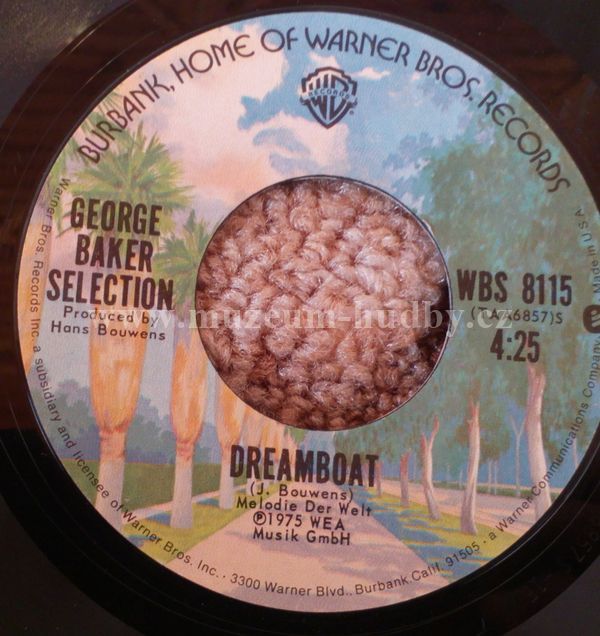 BURBANK, HOME OF WARNER BROS. RECORDS
RECORDS
GEORGE
BAKER
SELECTION
Produced by
Hans Bouwens
WBS 8115
S
4:25
e
www.muzeum-hudby.cz
DREAMBOAT
(J. Bouwens)
Melodie Der Welt
℗1975 WEA
Musik GmbH
Warner Bros. Records Inc. a subsidiary and licensee of Warner Bros. Inc. · 3300 Warner Blvd., Burbank, Calif. 91505 · a Warner Communications Company · Made in U.S.A.